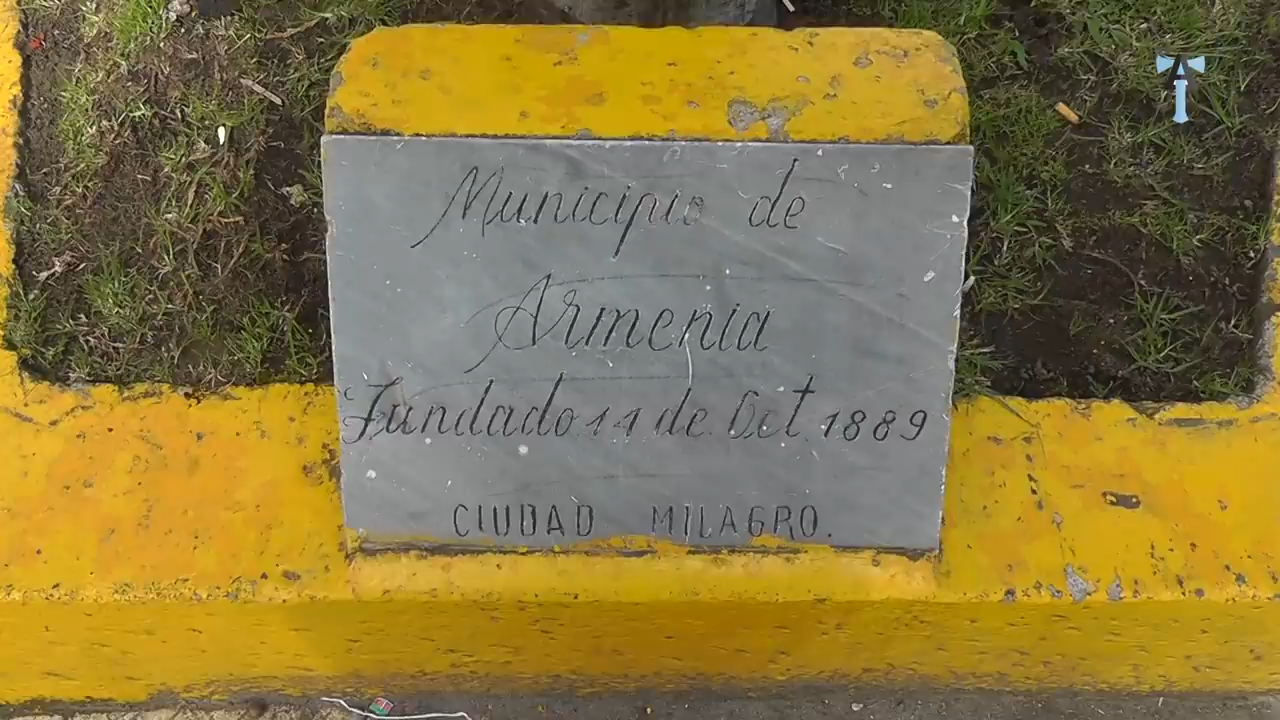 Municipio de
Armenia
Fundado 14 de Oct. 1889
CIUDAD MILAGRO.